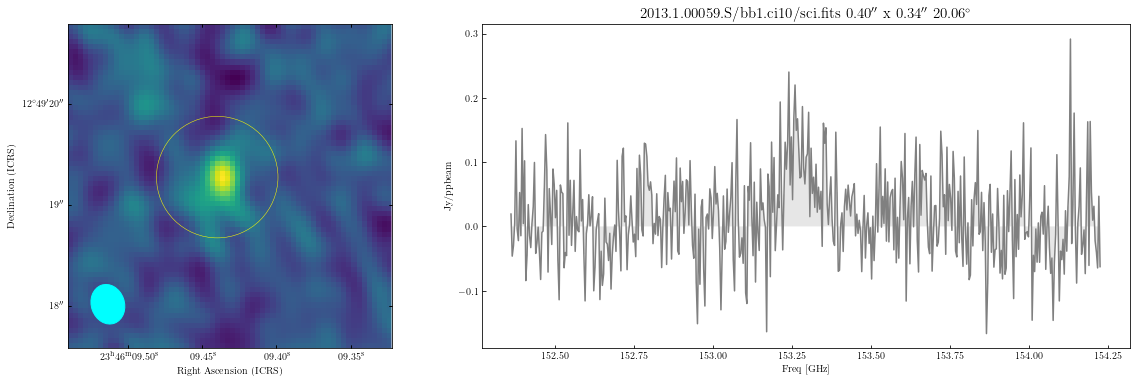 2013.1.00059.S/bb1.ci10/sci.fits 0.40″ x 0.34″ 20.06°
Declination (ICRS)
12°49′20″
19″
18″
23ʰ46ᵐ09.50ˢ 09.45ˢ 09.40ˢ 09.35ˢ
Right Ascension (ICRS)
Jy/ppbeam
0.3
0.2
0.1
0.0
−0.1
152.50 152.75 153.00 153.25 153.50 153.75 154.00 154.25
Freq [GHz]